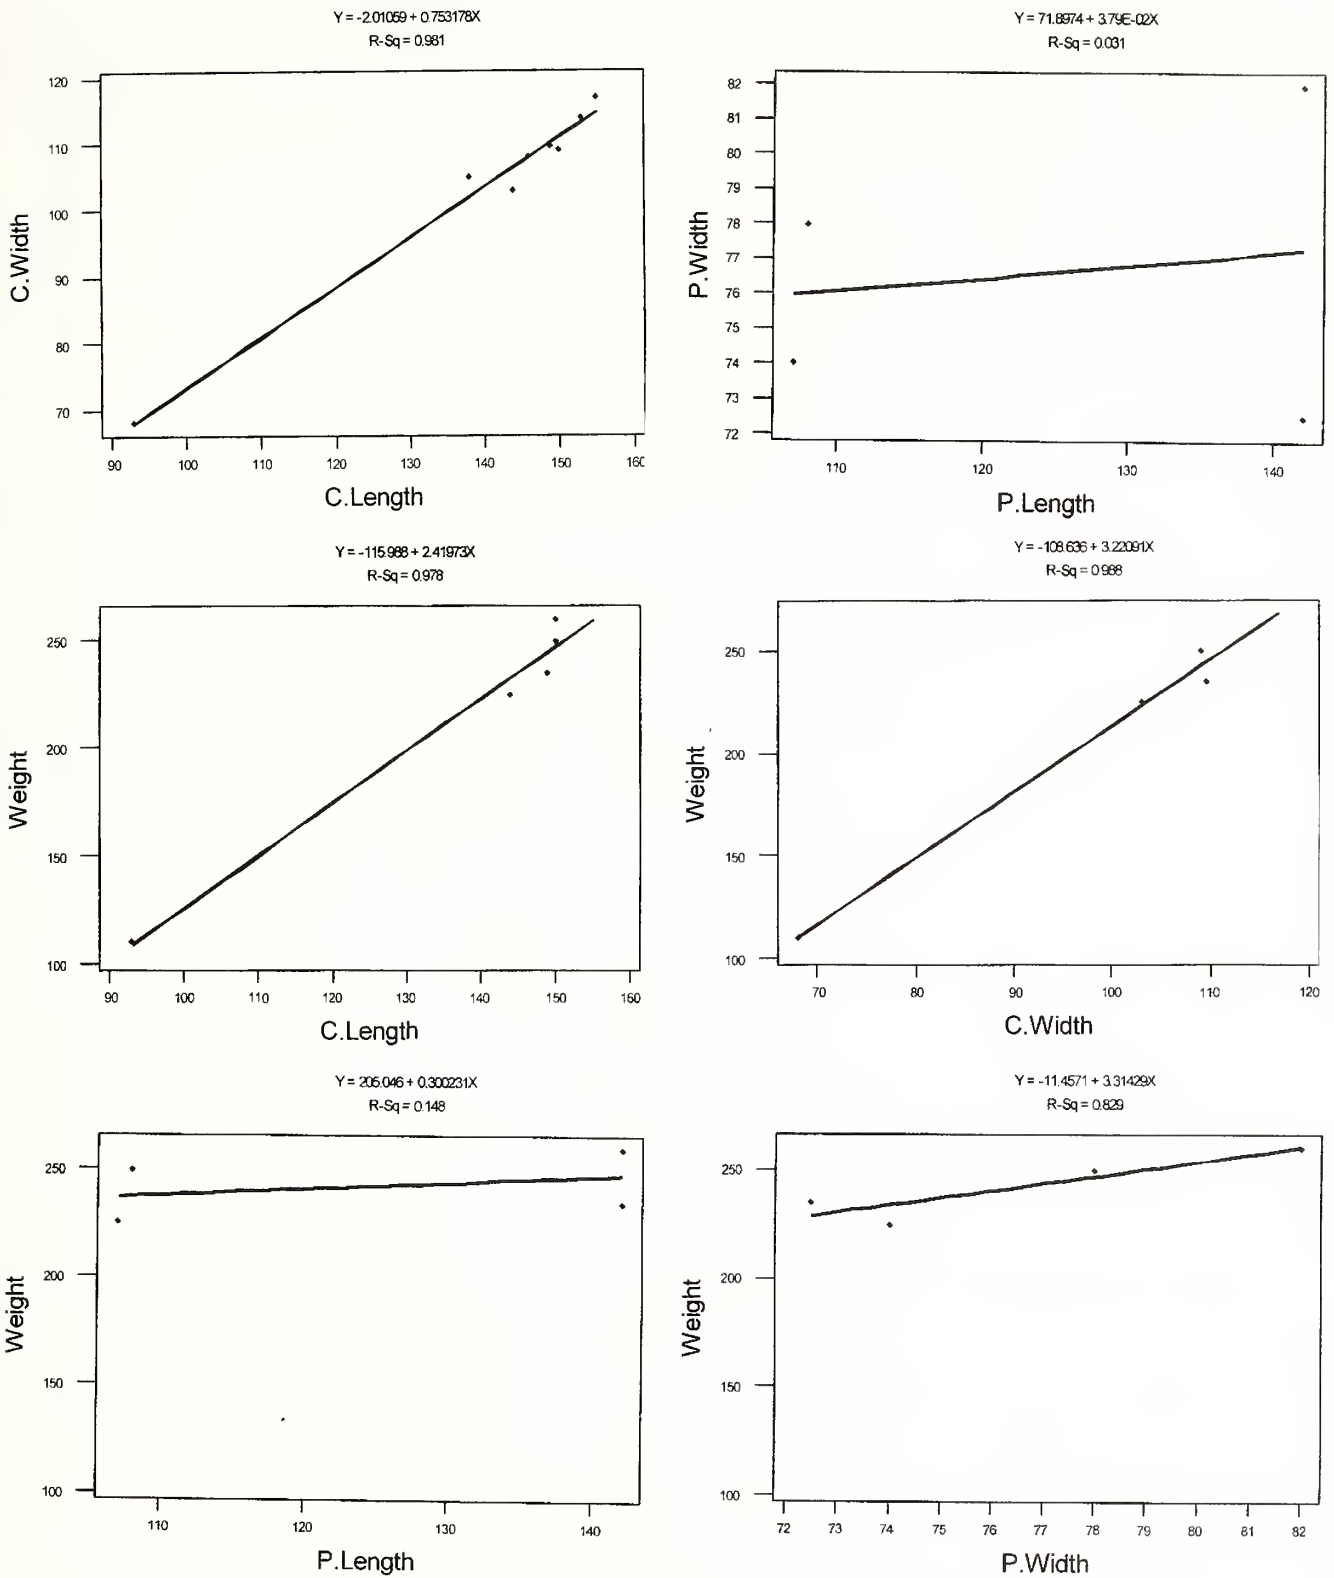 Y = -2.01059 + 0.753178X
R-Sq = 0.981
120
110
100
90
80
70
C.Width
90 100 110 120 130 140 150 160
C.Length
Y = 71.8974 + 3.79E-02X
R-Sq = 0.031
82
81
80
79
78
77
76
75
74
73
72
P.Width
110 120 130 140
P.Length
Y = -115.988 + 2.41973X
R-Sq = 0.978
250
200
150
100
Weight
90 100 110 120 130 140 150 160
C.Length
Y = -108.636 + 3.22091X
R-Sq = 0.988
250
200
150
100
Weight
70 80 90 100 110 120
C.Width
Y = 205.046 + 0.300231X
R-Sq = 0.148
250
200
150
100
Weight
110 120 130 140
P.Length
Y = -11.4571 + 3.31429X
R-Sq = 0.829
250
200
150
100
Weight
72 73 74 75 76 77 78 79 80 81 82
P.Width